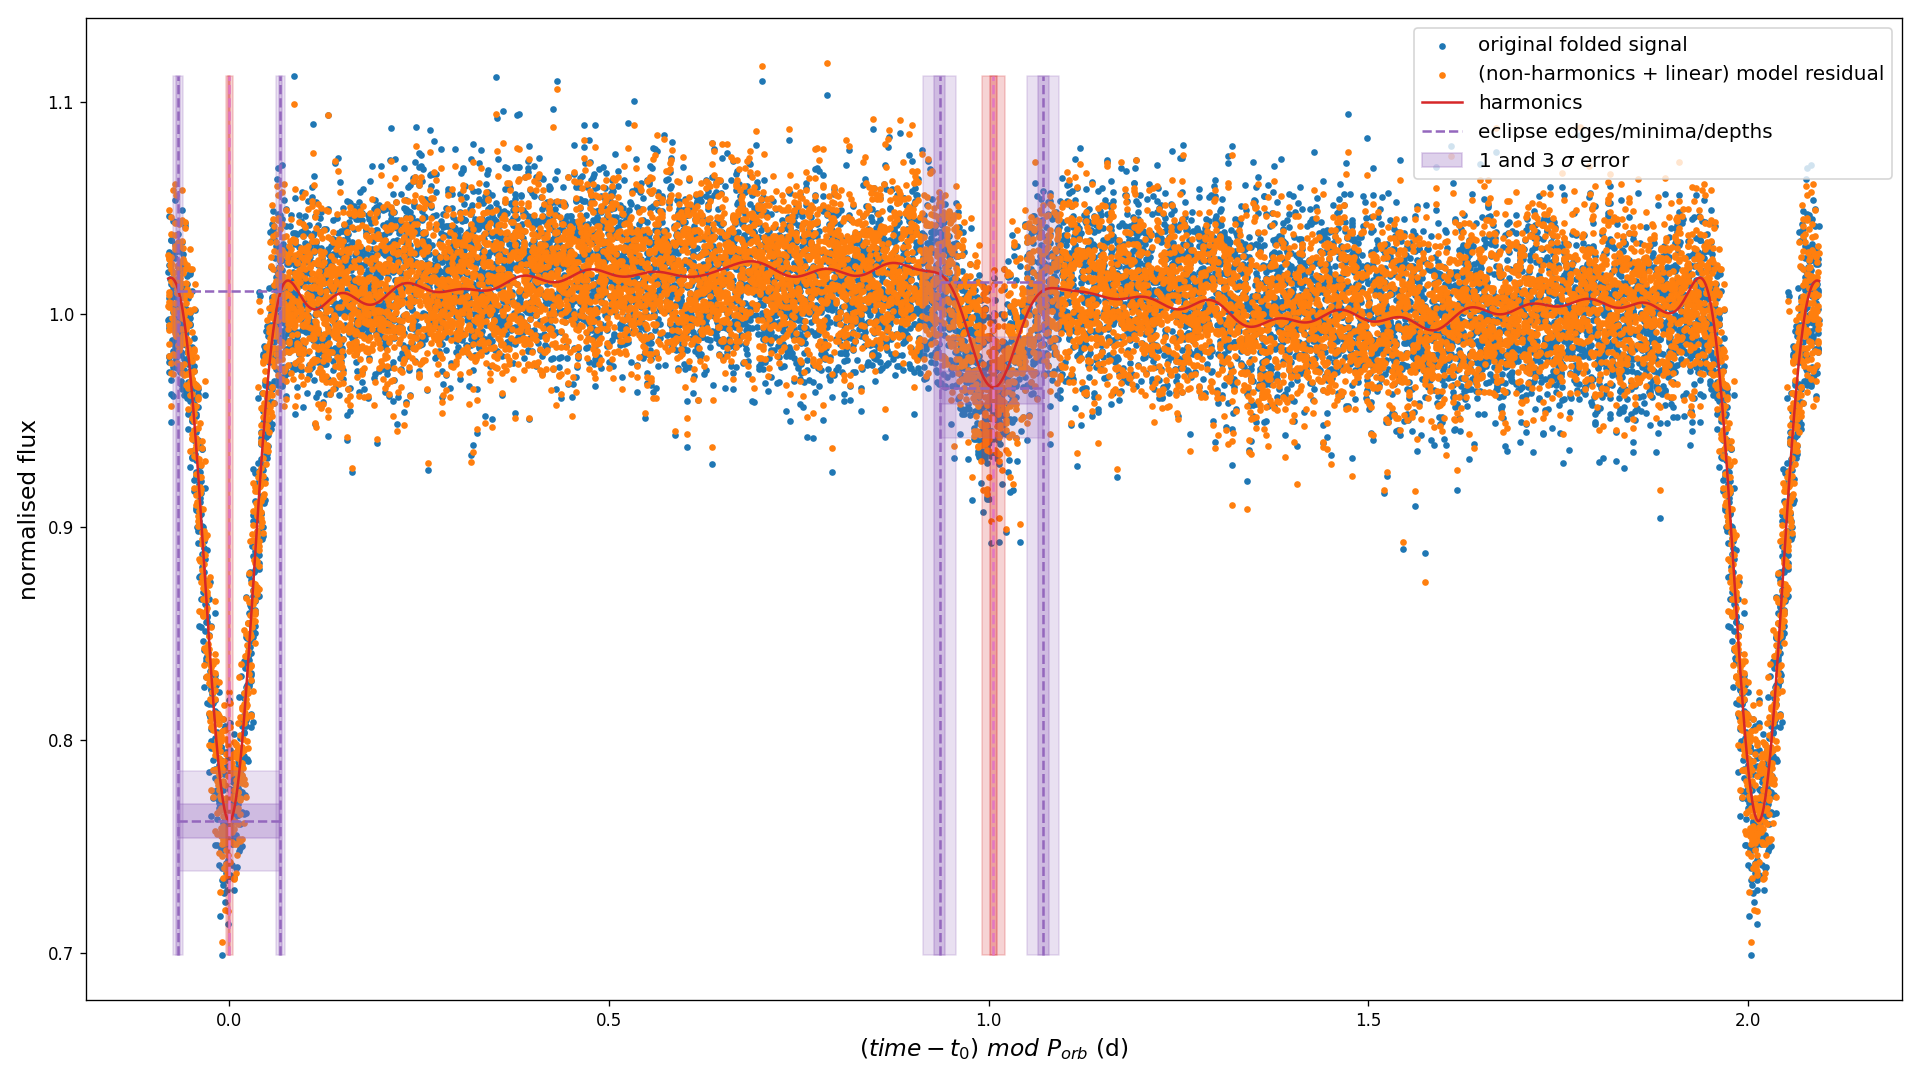 original folded signal
(non-harmonics + linear) model residual
harmonics
eclipse edges/minima/depths
1 and 3 σ error
normalised flux
1.1
1.0
0.9
0.8
0.7
0.0 0.5 1.0 1.5 2.0
(time − t₀) mod P_orb (d)